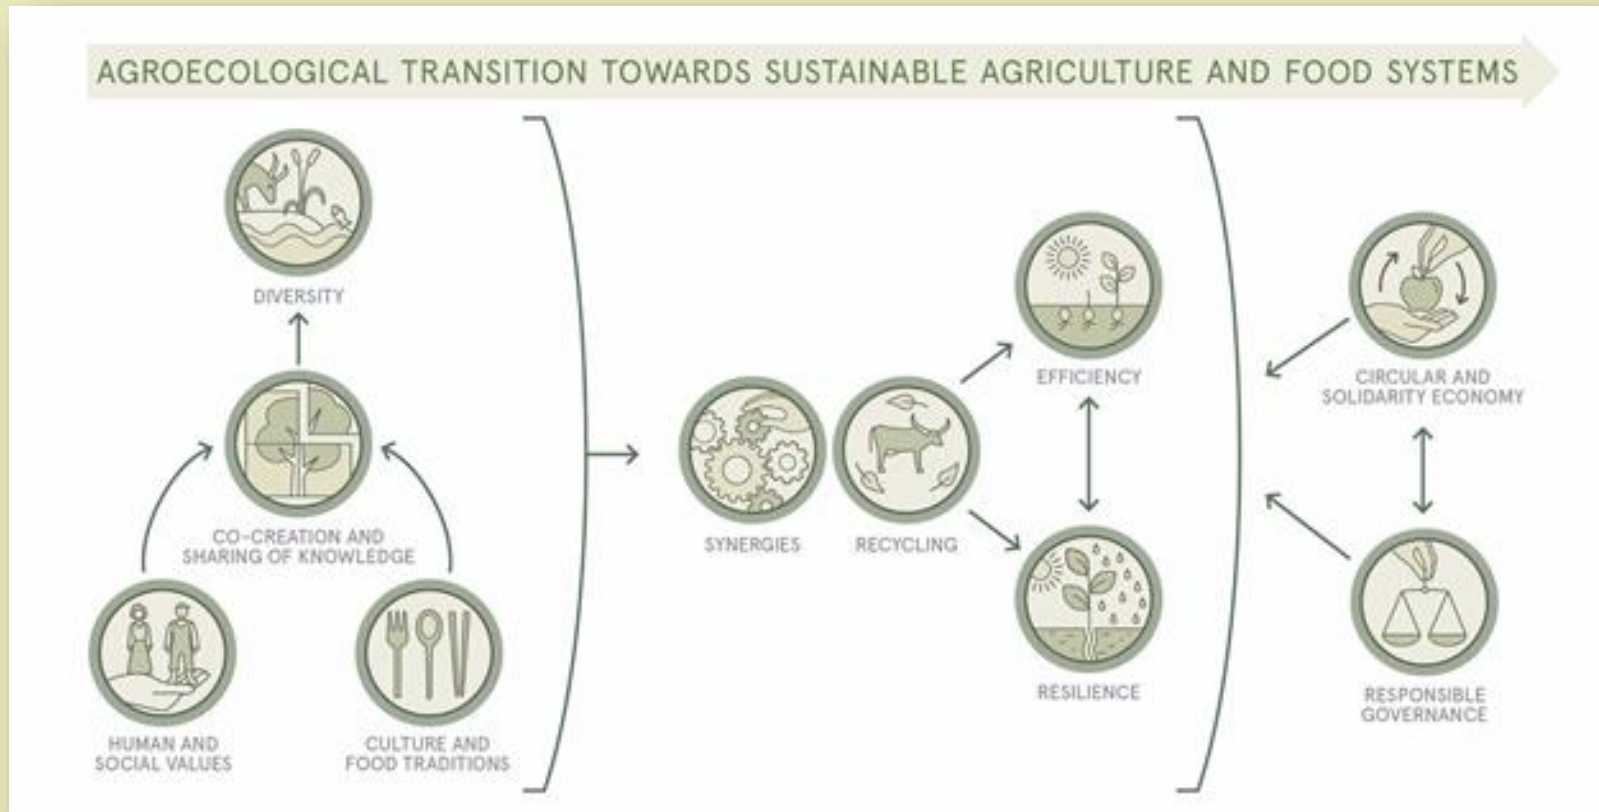 AGROECOLOGICAL TRANSITION TOWARDS SUSTAINABLE AGRICULTURE AND FOOD SYSTEMS
DIVERSITY
CO-CREATION AND
SHARING OF KNOWLEDGE
HUMAN AND
SOCIAL VALUES
CULTURE AND
FOOD TRADITIONS
SYNERGIES
RECYCLING
EFFICIENCY
RESILIENCE
CIRCULAR AND
SOLIDARITY ECONOMY
RESPONSIBLE
GOVERNANCE